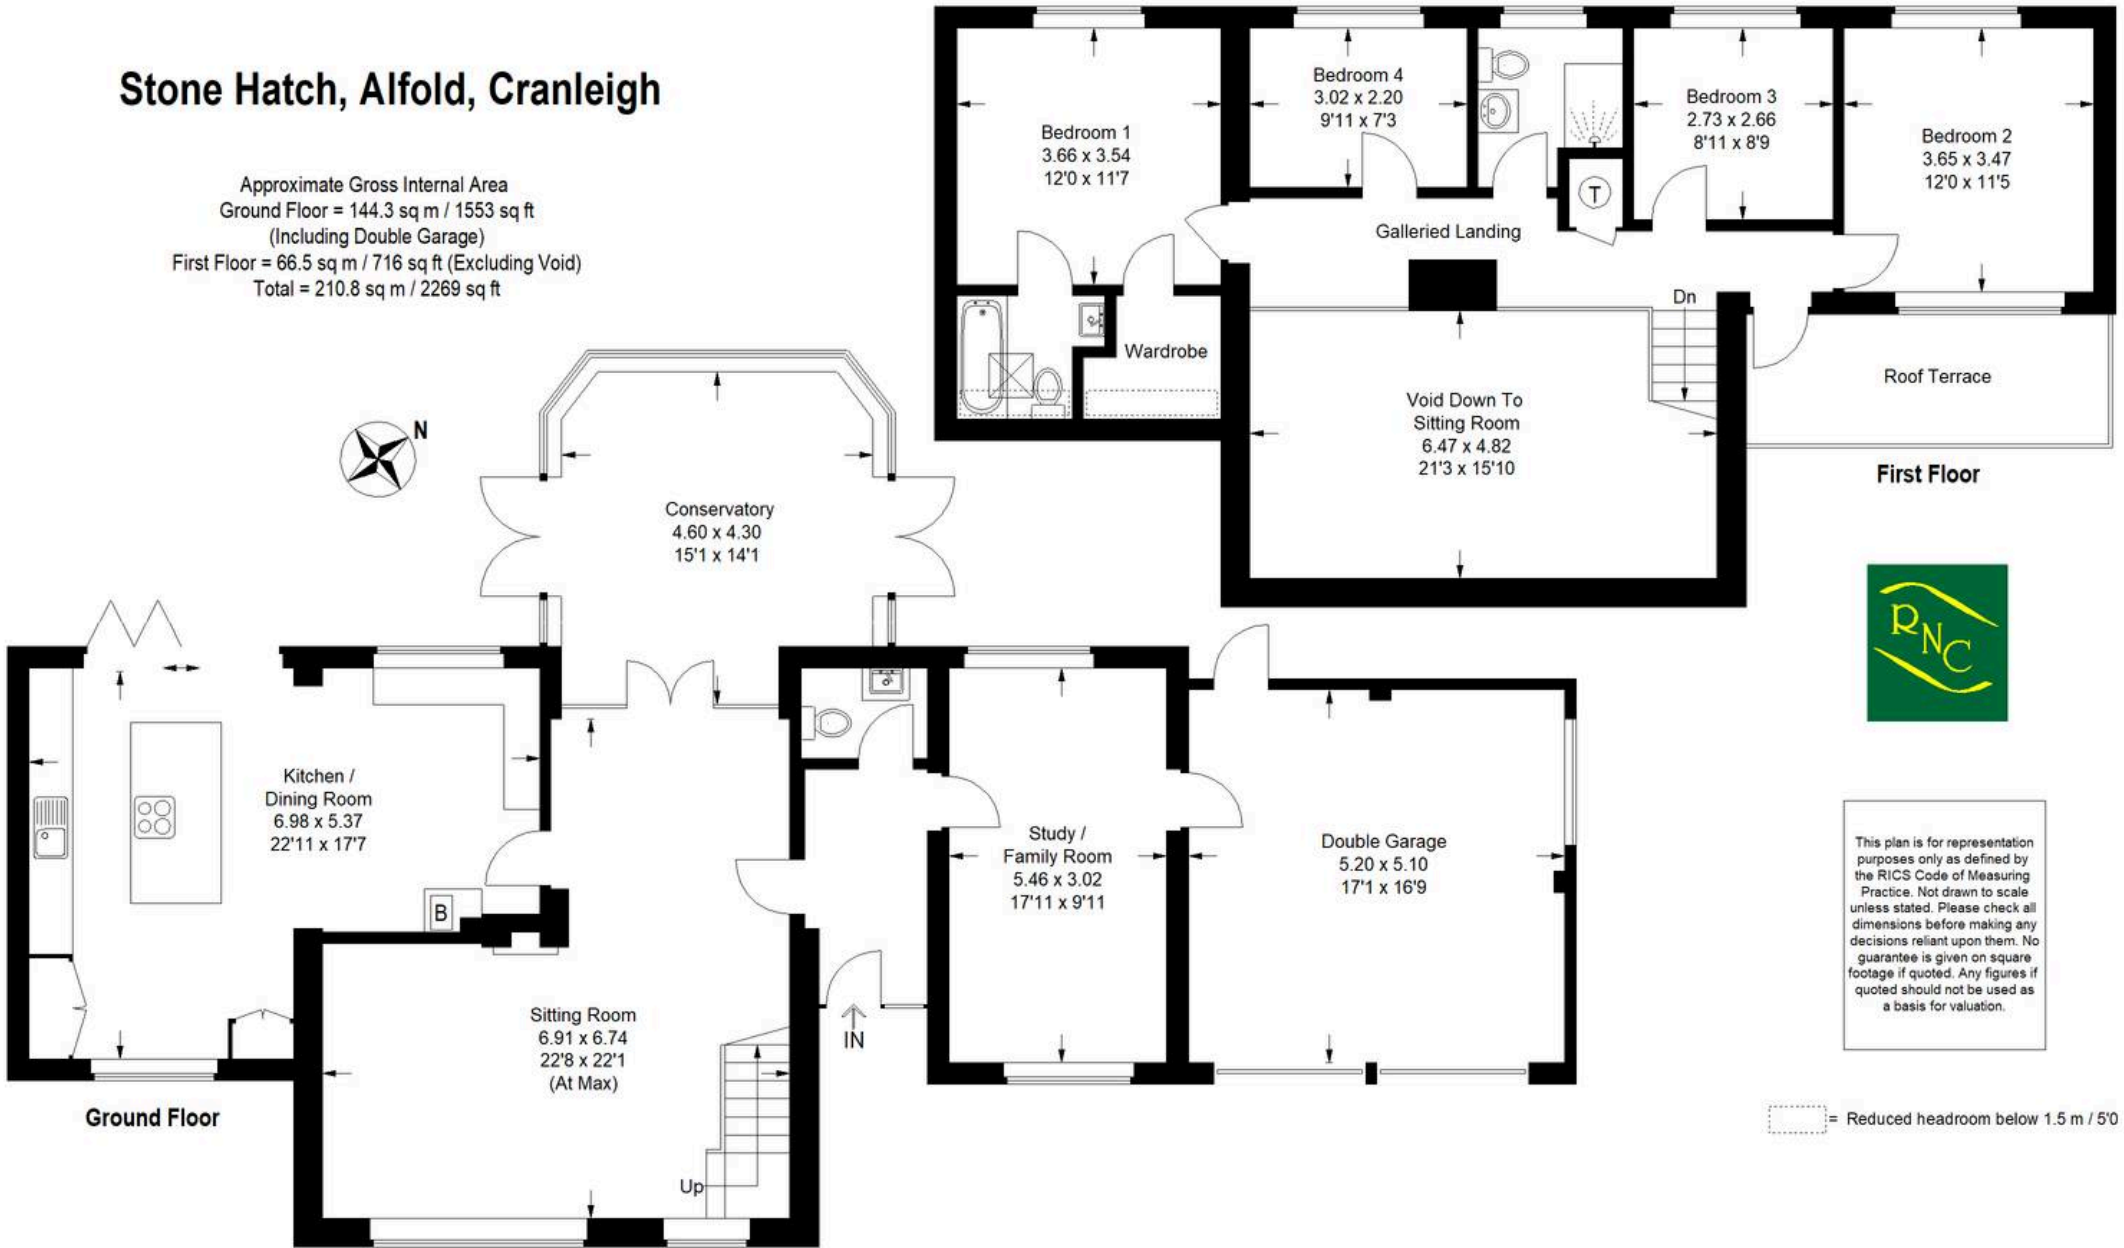 Stone Hatch, Alfold, Cranleigh
Approximate Gross Internal Area
Ground Floor = 144.3 sq m / 1553 sq ft
(Including Double Garage)
First Floor = 66.5 sq m / 716 sq ft (Excluding Void)
Total = 210.8 sq m / 2269 sq ft
Bedroom 1
3.66 x 3.54
12'0 x 11'7
Bedroom 4
3.02 x 2.20
9'11 x 7'3
Bedroom 3
2.73 x 2.66
8'11 x 8'9
Bedroom 2
3.65 x 3.47
12'0 x 11'5
T
Galleried Landing
Dn
Wardrobe
Roof Terrace
Void Down To
Sitting Room
6.47 x 4.82
21'3 x 15'10
First Floor
N
Conservatory
4.60 x 4.30
15'1 x 14'1
RNC
Kitchen /
Dining Room
6.98 x 5.37
22'11 x 17'7
B
Study /
Family Room
5.46 x 3.02
17'11 x 9'11
Double Garage
5.20 x 5.10
17'1 x 16'9
Sitting Room
6.91 x 6.74
22'8 x 22'1
(At Max)
IN
Up
Ground Floor
This plan is for representation
purposes only as defined by
the RICS Code of Measuring
Practice. Not drawn to scale
unless stated. Please check all
dimensions before making any
decisions reliant upon them. No
guarantee is given on square
footage if quoted. Any figures if
quoted should not be used as
a basis for valuation.
= Reduced headroom below 1.5 m / 5'0